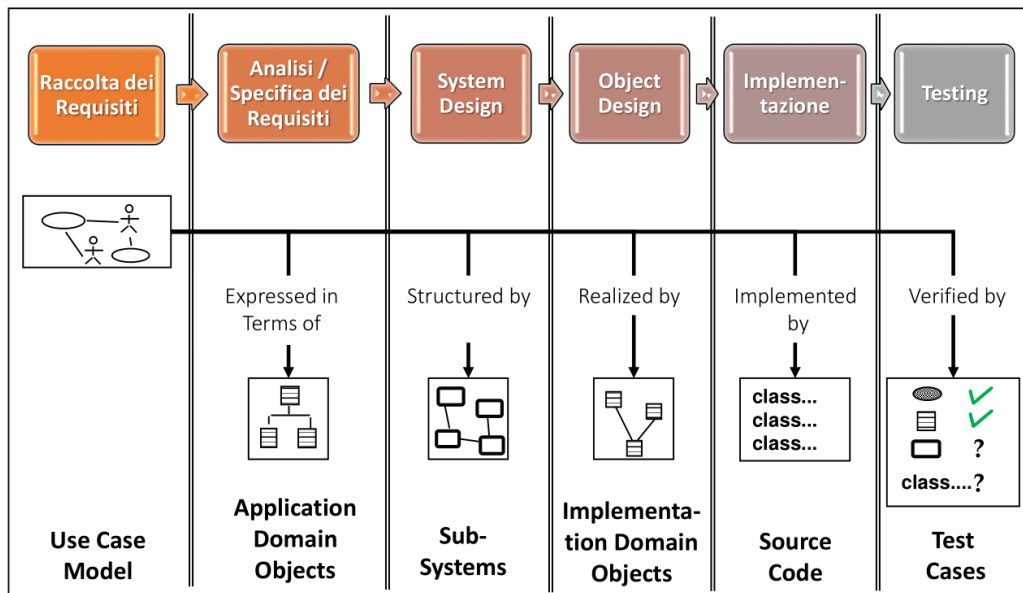 Raccolta dei
Requisiti
Analisi /
Specifica dei
Requisiti
System
Design
Object
Design
Implemen-
tazione
Testing
Expressed in
Terms of
Structured by
Realized by
Implemented
by
Verified by
class...
class...
class...
?
class....?
Use Case
Model
Application
Domain
Objects
Sub-
Systems
Implementa-
tion Domain
Objects
Source
Code
Test
Cases